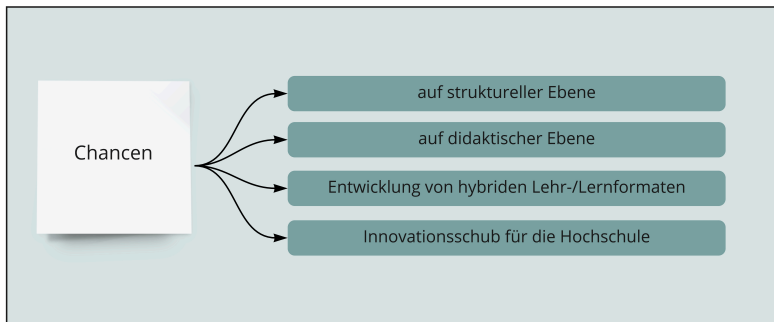 Chancen
auf struktureller Ebene
auf didaktischer Ebene
Entwicklung von hybriden Lehr-/Lernformaten
Innovationsschub für die Hochschule